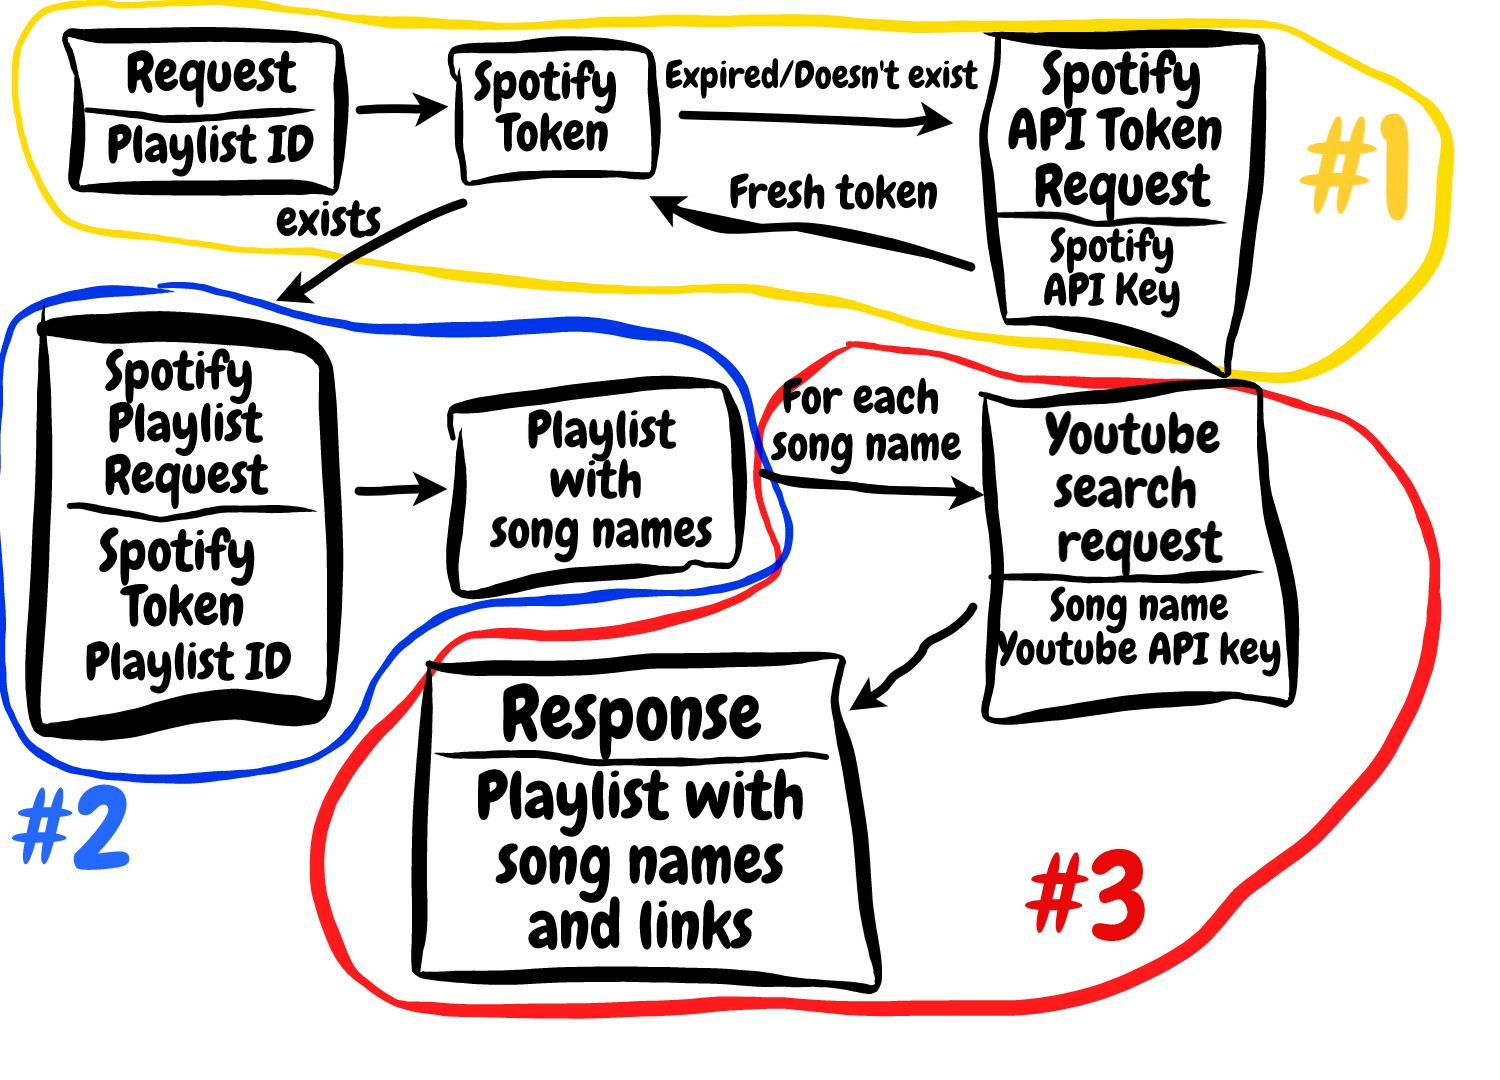 Request
Playlist ID
Spotify
Token
Expired/Doesn't exist
Fresh token
Spotify
API Token
Request
Spotify
API Key
#1
exists
Spotify
Playlist
Request
Spotify
Token
Playlist ID
Playlist
with
song names
#2
For each
song name
Youtube
search
request
Song name
Youtube API key
Response
Playlist with
song names
and links
#3